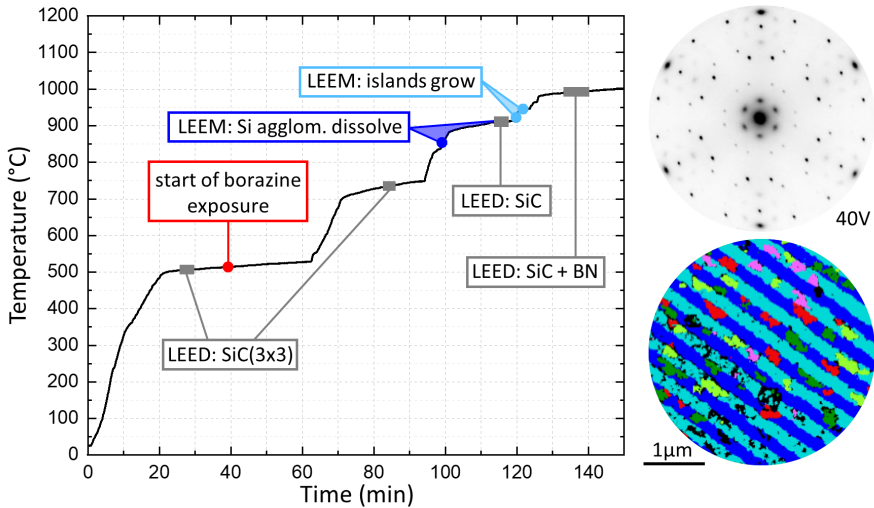 1200
1100
1000
900
800
700
600
500
400
300
200
100
0
Temperature (°C)
0
20
40
60
80
100
120
140
Time (min)
LEEM: islands grow
LEEM: Si agglom. dissolve
start of borazine
exposure
LEED: SiC
LEED: SiC + BN
LEED: SiC(3x3)
40V
1µm